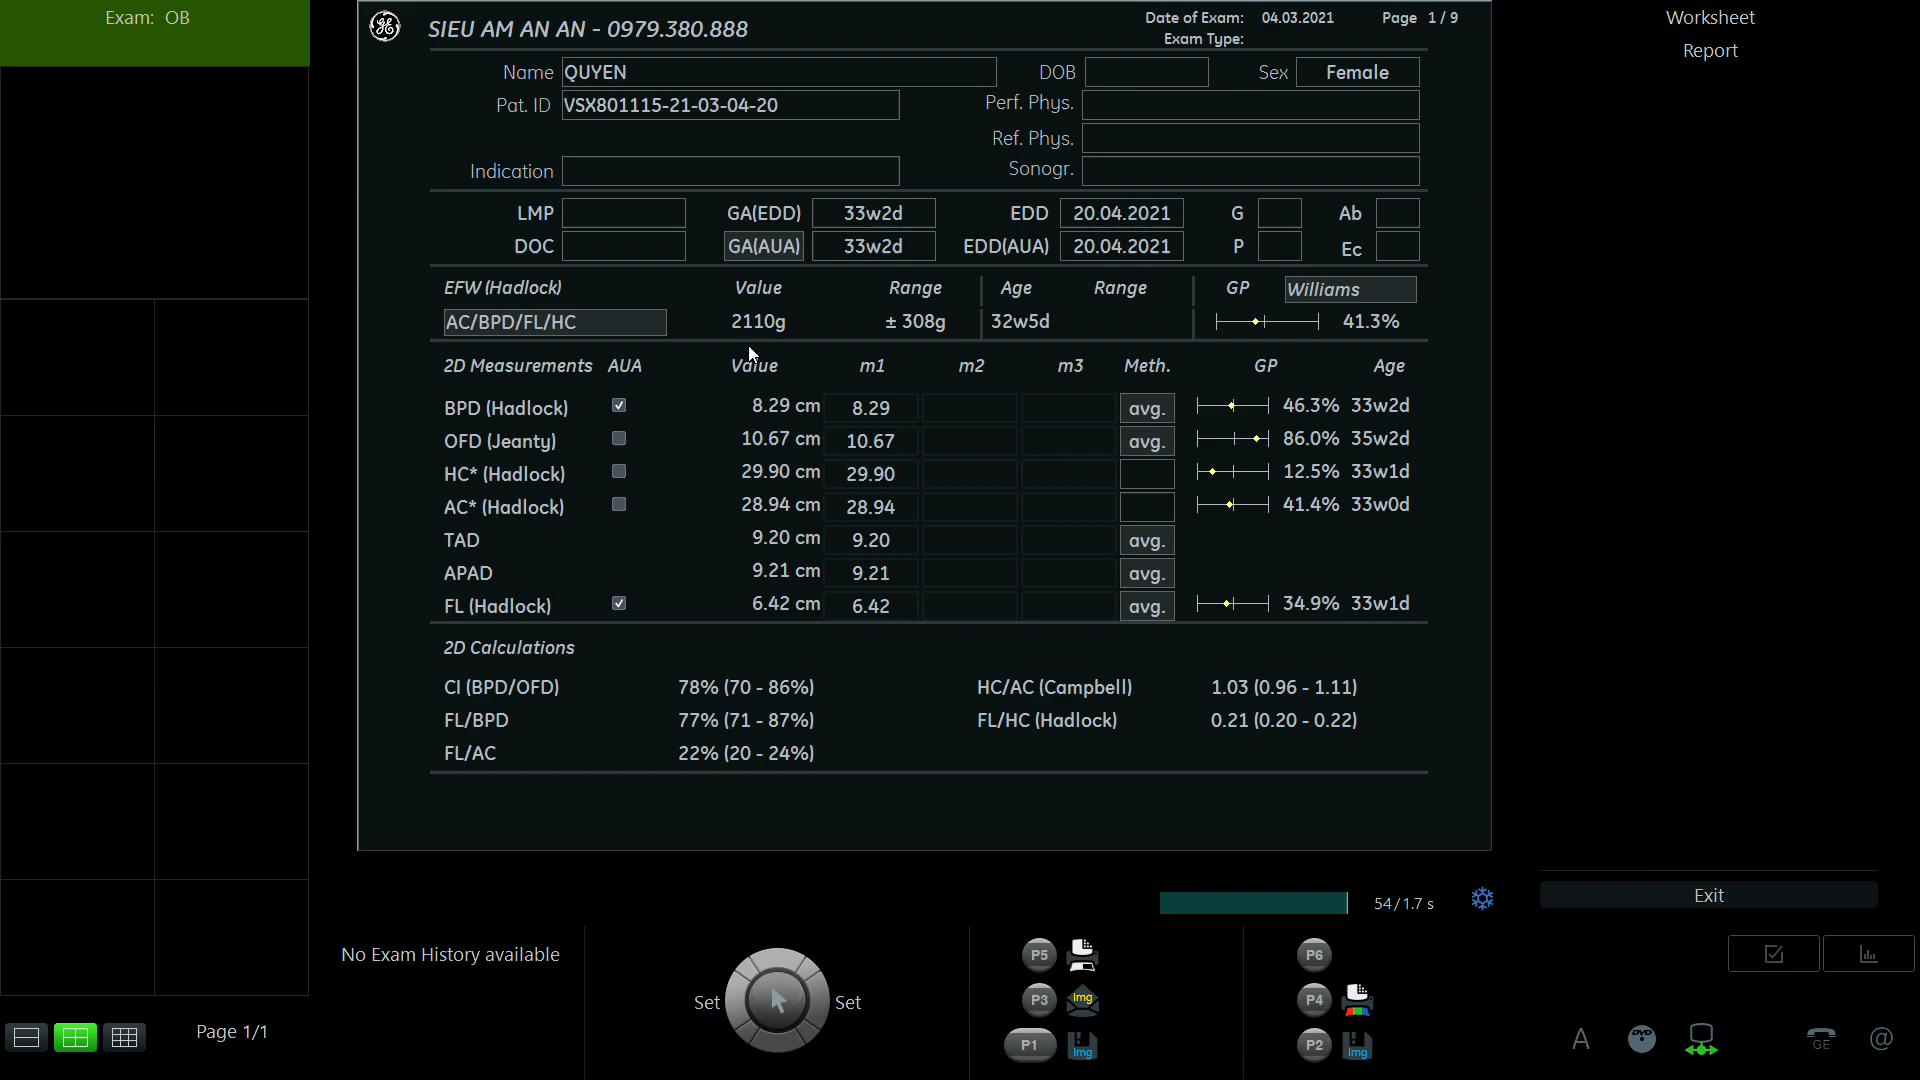 Exam: OB
SIEU AM AN AN - 0979.380.888
Date of Exam: 04.03.2021 Page 1 / 9
Exam Type:
Name QUYEN DOB Sex Female
Pat. ID VSX801115-21-03-04-20 Perf. Phys.
Ref. Phys.
Indication Sonogr.
LMP GA(EDD) 33w2d EDD 20.04.2021 G Ab
DOC GA(AUA) 33w2d EDD(AUA) 20.04.2021 P Ec
EFW (Hadlock) Value Range Age Range GP Williams
AC/BPD/FL/HC 2110g ± 308g 32w5d 41.3%
2D Measurements AUA Value m1 m2 m3 Meth. GP Age
BPD (Hadlock) 8.29 cm 8.29 avg. 46.3% 33w2d
OFD (Jeanty) 10.67 cm 10.67 avg. 86.0% 35w2d
HC* (Hadlock) 29.90 cm 29.90 12.5% 33w1d
AC* (Hadlock) 28.94 cm 28.94 41.4% 33w0d
TAD 9.20 cm 9.20 avg.
APAD 9.21 cm 9.21 avg.
FL (Hadlock) 6.42 cm 6.42 avg. 34.9% 33w1d
2D Calculations
CI (BPD/OFD) 78% (70 - 86%) HC/AC (Campbell) 1.03 (0.96 - 1.11)
FL/BPD 77% (71 - 87%) FL/HC (Hadlock) 0.21 (0.20 - 0.22)
FL/AC 22% (20 - 24%)
Worksheet
Report
54 / 1.7 s
Exit
No Exam History available
Set Set
P5 P6
P3 Img P4
P1 Img P2 Img
Page 1/1
A DVD GE @